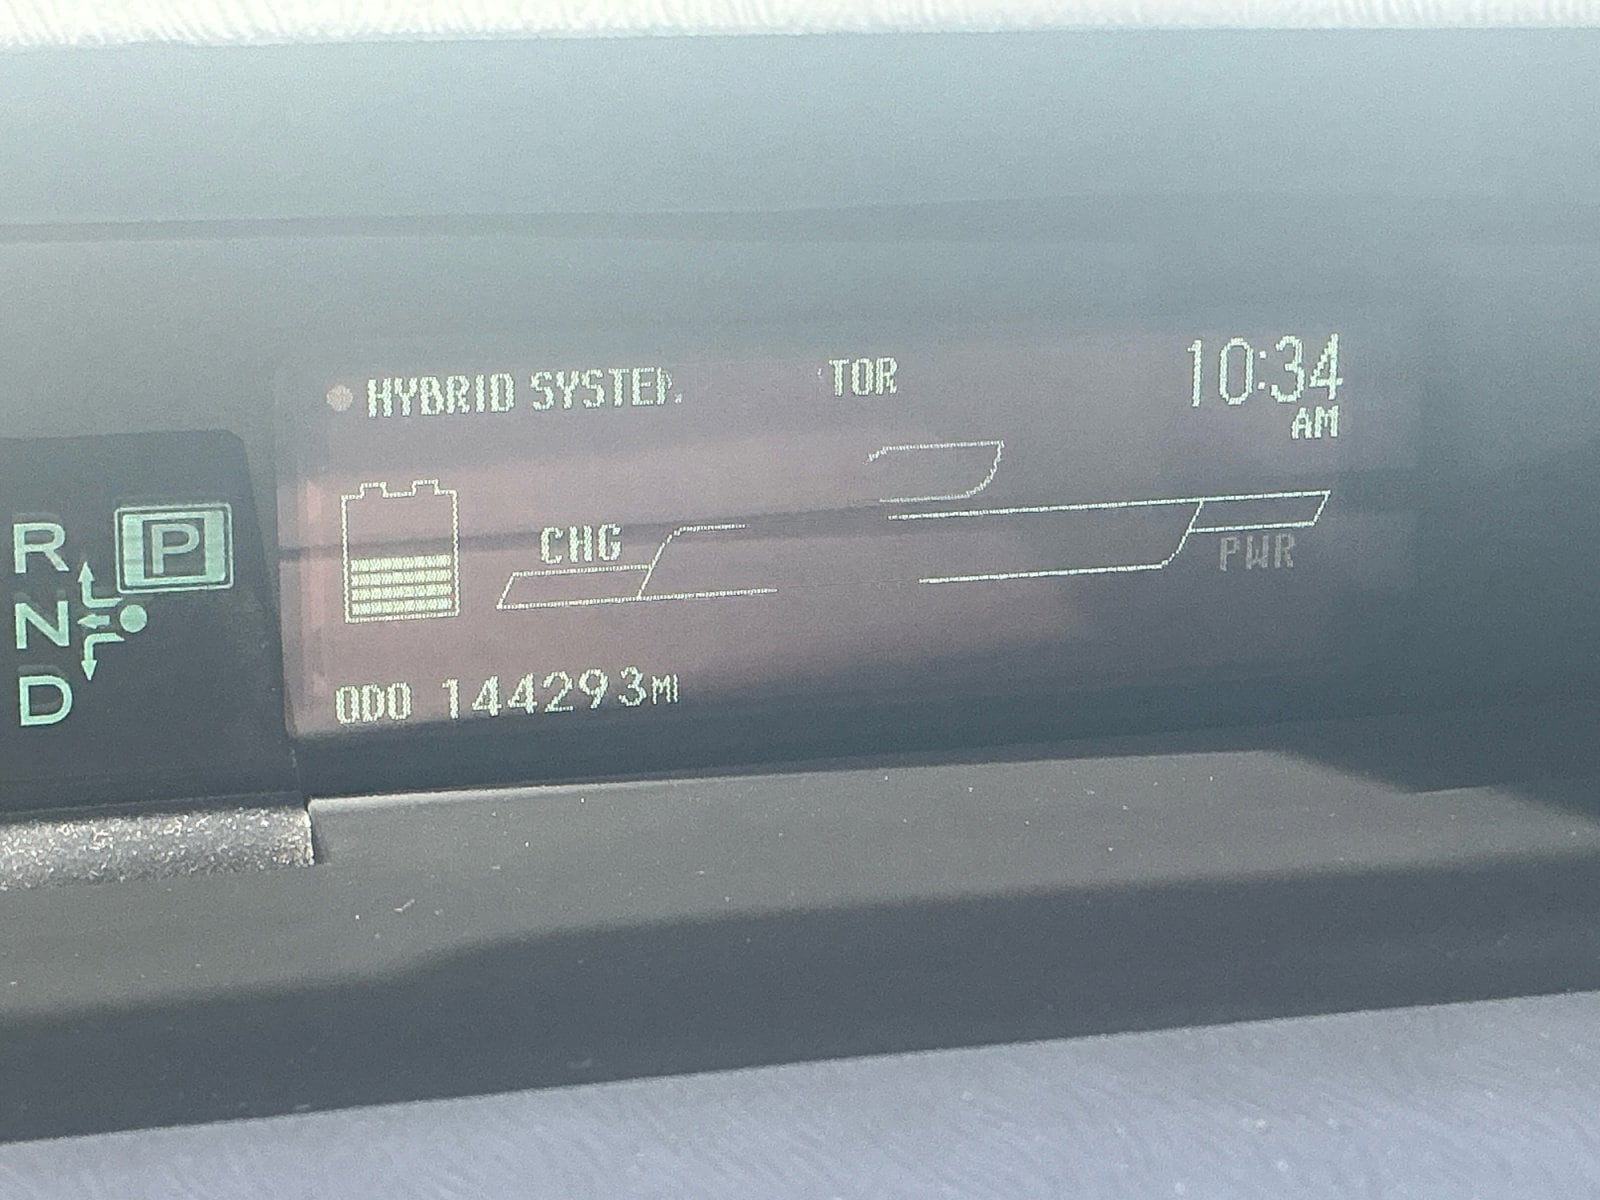 HYBRID SYSTEM TOR
10:34
AM
R
P
N
D
CHG
PWR
ODO 144293MI